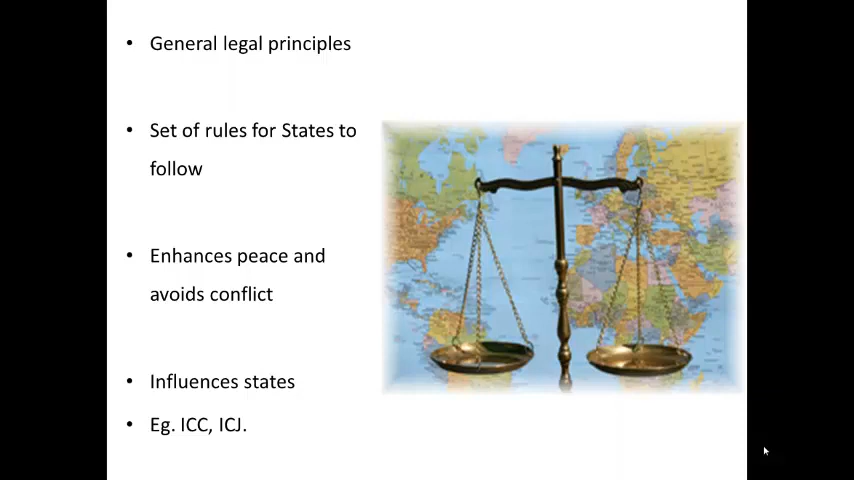 • General legal principles
• Set of rules for States to
follow
• Enhances peace and
avoids conflict
• Influences states
• Eg. ICC, ICJ.